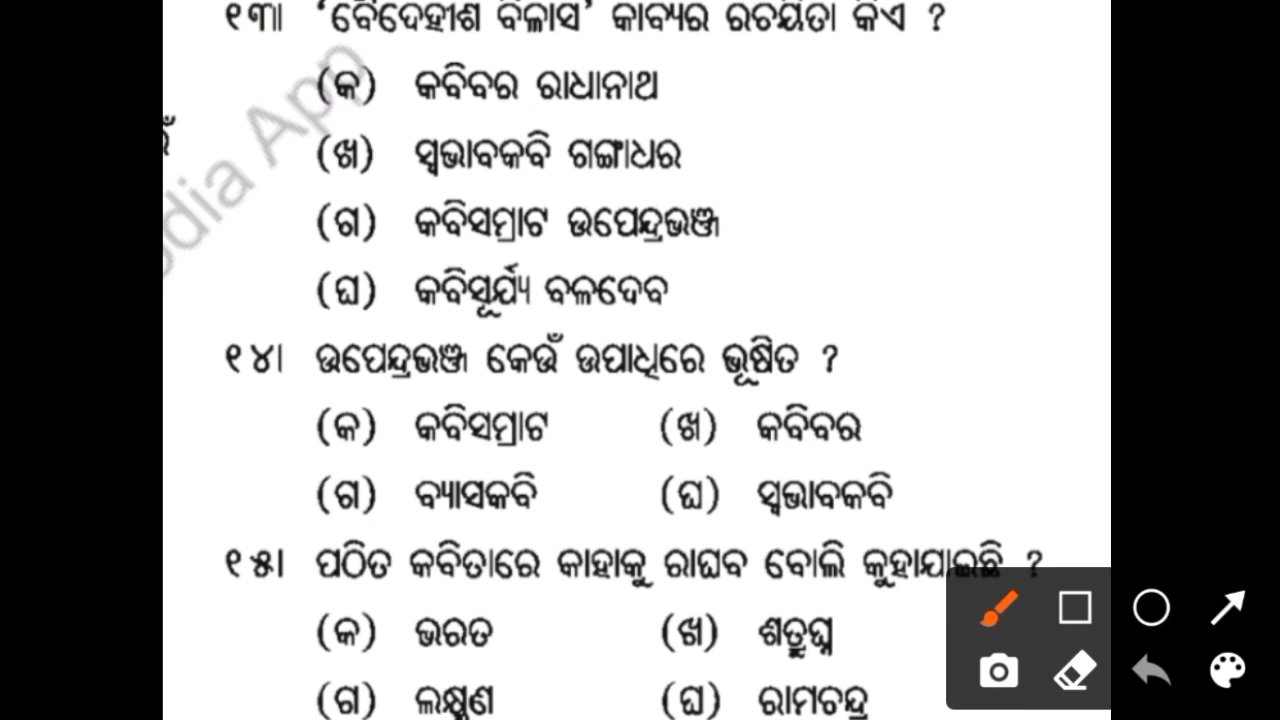 ୧୩। 'ବୈଦେହୀଶ ବିଳାସ' କାବ୍ୟର ରଚୟିତା କିଏ ?
(କ) କବିବର ରାଧାନାଥ
(ଖ) ସ୍ୱଭାବକବି ଗଙ୍ଗାଧର
(ଗ) କବିସମ୍ରାଟ ଉପେନ୍ଦ୍ରଭଞ୍ଜ
(ଘ) କବିସୂର୍ଯ୍ୟ ବଳଦେବ
୧୪। ଉପେନ୍ଦ୍ରଭଞ୍ଜ କେଉଁ ଉପାଧିରେ ଭୂଷିତ ?
(କ) କବିସମ୍ରାଟ (ଖ) କବିବର
(ଗ) ବ୍ୟାସକବି (ଘ) ସ୍ୱଭାବକବି
୧୫। ପଠିତ କବିତାରେ କାହାକୁ ରାଘବ ବୋଲି କୁହାଯାଇଛି ?
(କ) ଭରତ (ଖ) ଶତ୍ରୁଘ୍ନ
(ଗ) ଲକ୍ଷ୍ମଣ (ଘ) ରାମଚନ୍ଦ୍ର
App